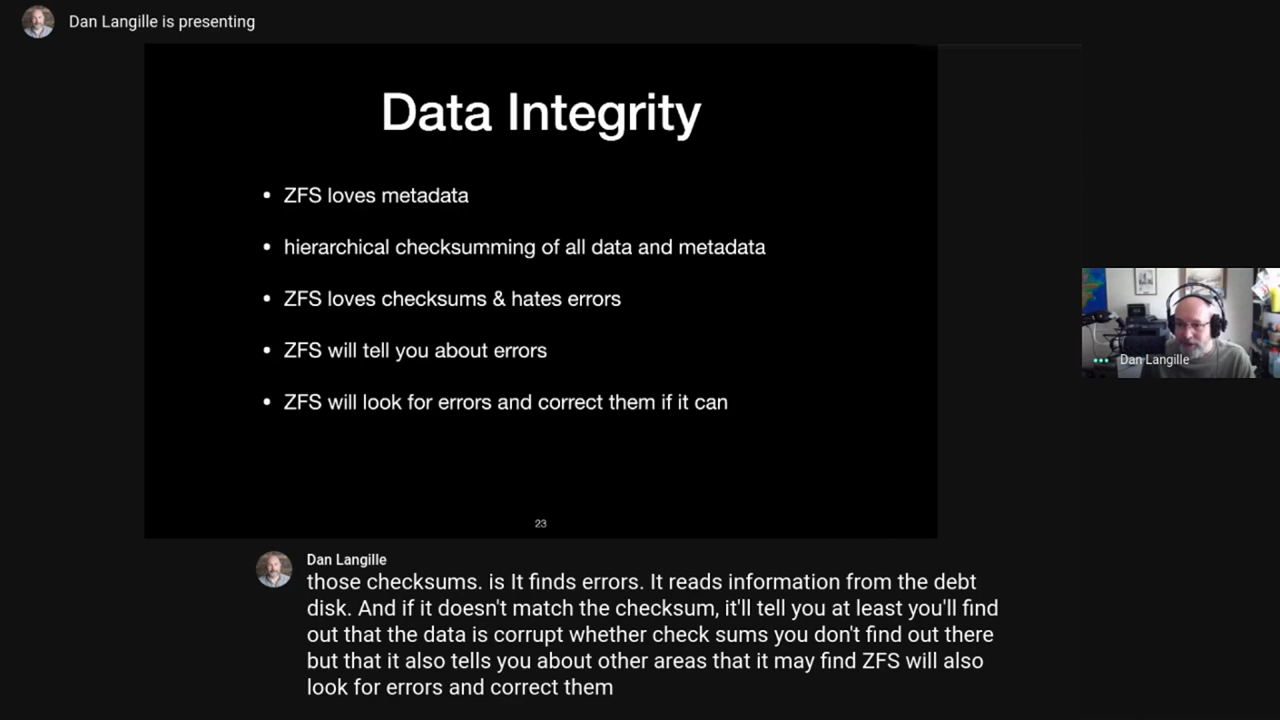 Dan Langille is presenting
Data Integrity
• ZFS loves metadata
• hierarchical checksumming of all data and metadata
• ZFS loves checksums & hates errors
• ZFS will tell you about errors
• ZFS will look for errors and correct them if it can
23
Dan Langille
Dan Langille
those checksums. is It finds errors. It reads information from the debt
disk. And if it doesn't match the checksum, it'll tell you at least you'll find
out that the data is corrupt whether check sums you don't find out there
but that it also tells you about other areas that it may find ZFS will also
look for errors and correct them